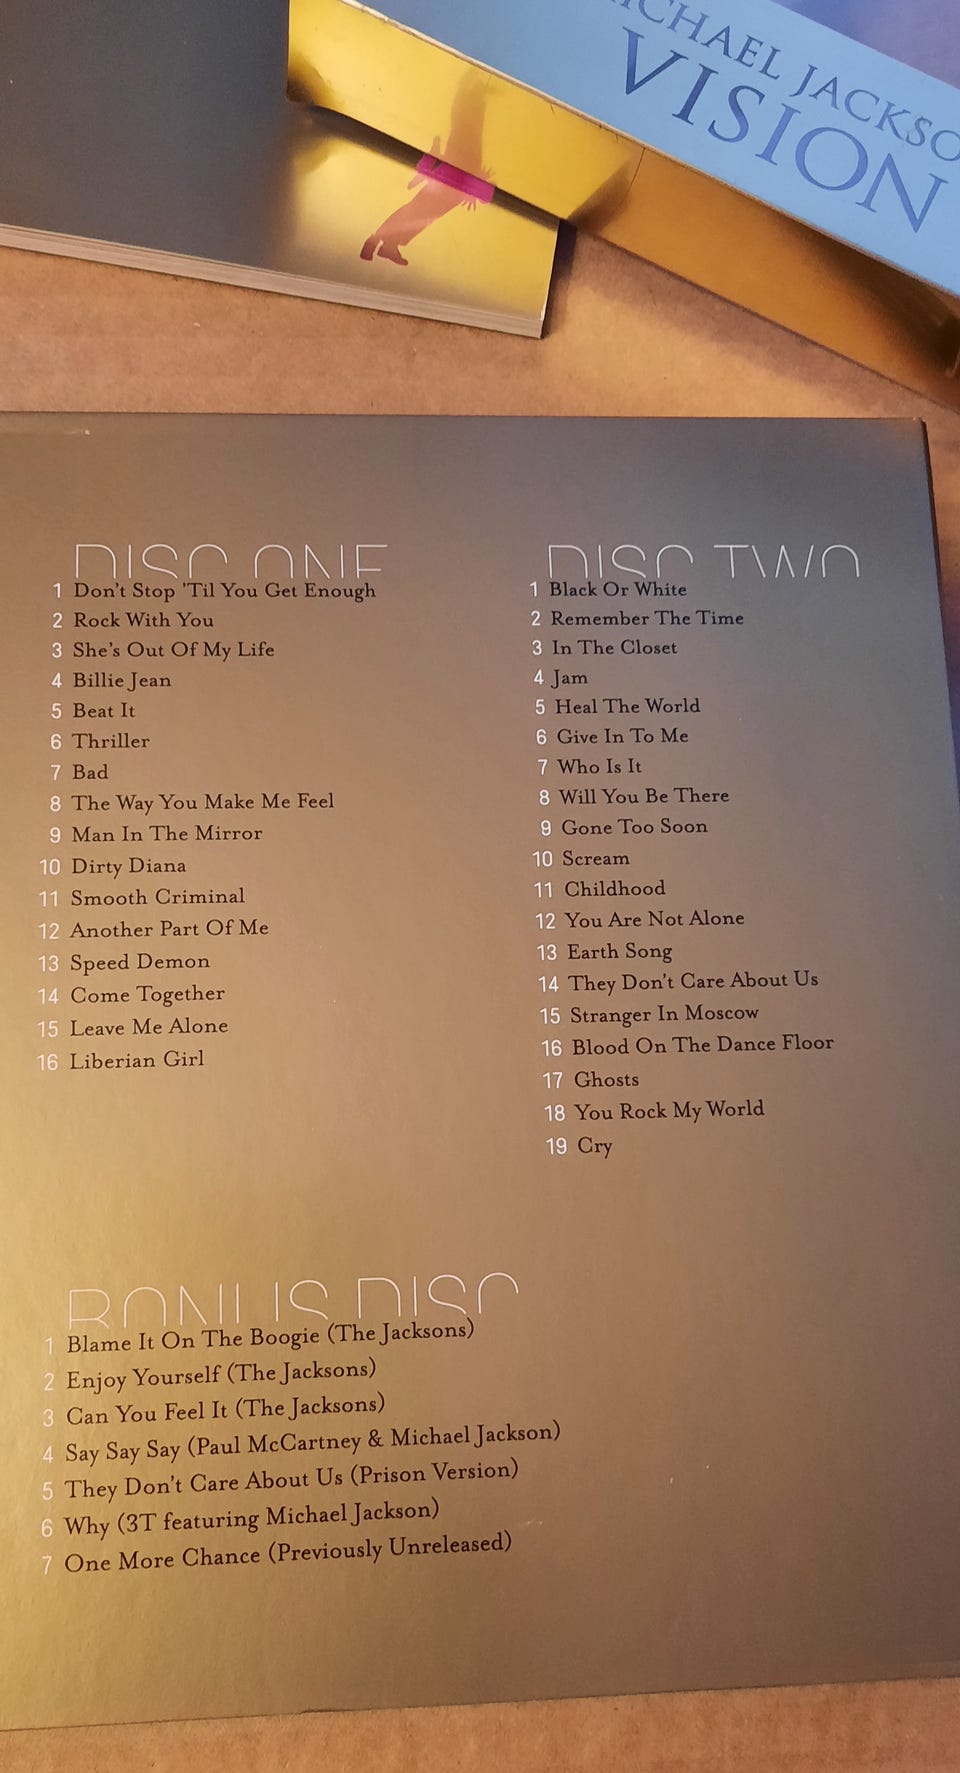 MICHAEL JACKSO
VISION
DISC ONE
1 Don't Stop 'Til You Get Enough
2 Rock With You
3 She's Out Of My Life
4 Billie Jean
5 Beat It
6 Thriller
7 Bad
8 The Way You Make Me Feel
9 Man In The Mirror
10 Dirty Diana
11 Smooth Criminal
12 Another Part Of Me
13 Speed Demon
14 Come Together
15 Leave Me Alone
16 Liberian Girl
DISC TWO
1 Black Or White
2 Remember The Time
3 In The Closet
4 Jam
5 Heal The World
6 Give In To Me
7 Who Is It
8 Will You Be There
9 Gone Too Soon
10 Scream
11 Childhood
12 You Are Not Alone
13 Earth Song
14 They Don't Care About Us
15 Stranger In Moscow
16 Blood On The Dance Floor
17 Ghosts
18 You Rock My World
19 Cry
BONUS DISC
1 Blame It On The Boogie (The Jacksons)
2 Enjoy Yourself (The Jacksons)
3 Can You Feel It (The Jacksons)
4 Say Say Say (Paul McCartney & Michael Jackson)
5 They Don't Care About Us (Prison Version)
6 Why (3T featuring Michael Jackson)
7 One More Chance (Previously Unreleased)